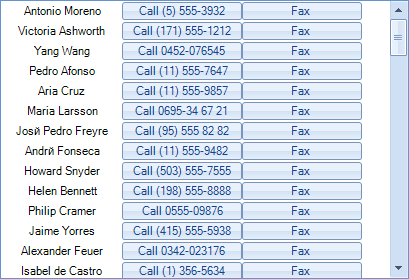 Antonio Moreno Call (5) 555-3932 Fax
Victoria Ashworth Call (171) 555-1212 Fax
Yang Wang Call 0452-076545 Fax
Pedro Afonso Call (11) 555-7647 Fax
Aria Cruz Call (11) 555-9857 Fax
Maria Larsson Call 0695-34 67 21 Fax
Josй Pedro Freyre Call (95) 555 82 82 Fax
Andrй Fonseca Call (11) 555-9482 Fax
Howard Snyder Call (503) 555-7555 Fax
Helen Bennett Call (198) 555-8888 Fax
Philip Cramer Call 0555-09876 Fax
Jaime Yorres Call (415) 555-5938 Fax
Alexander Feuer Call 0342-023176 Fax
Isabel de Castro Call (1) 356-5634 Fax